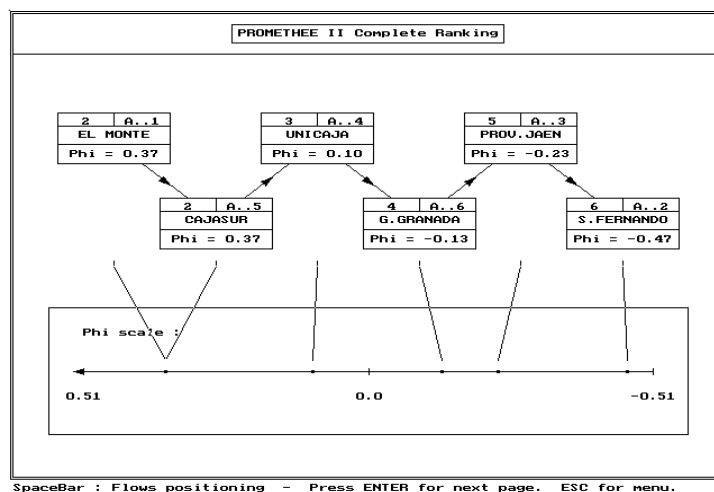 PROMETHEE II Complete Ranking
2 A..1
EL MONTE
Phi = 0.37
3 A..4
UNICAJA
Phi = 0.10
5 A..3
PROV.JAEN
Phi = -0.23
2 A..5
CAJASUR
Phi = 0.37
4 A..6
G.GRANADA
Phi = -0.13
6 A..2
S.FERNANDO
Phi = -0.47
Phi scale :
0.51 0.0 -0.51
SpaceBar : Flows positioning - Press ENTER for next page. ESC for menu.